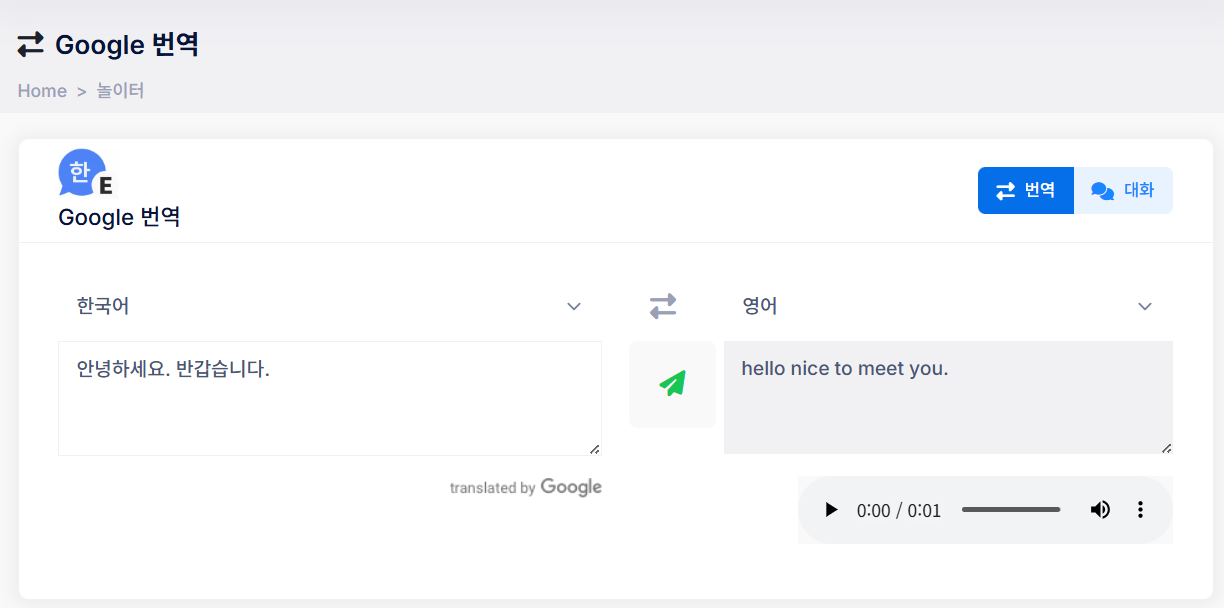 Google 번역
Home > 놀이터
한 E
Google 번역
번역 대화
한국어 영어
안녕하세요. 반갑습니다. hello nice to meet you.
translated by Google
0:00 / 0:01